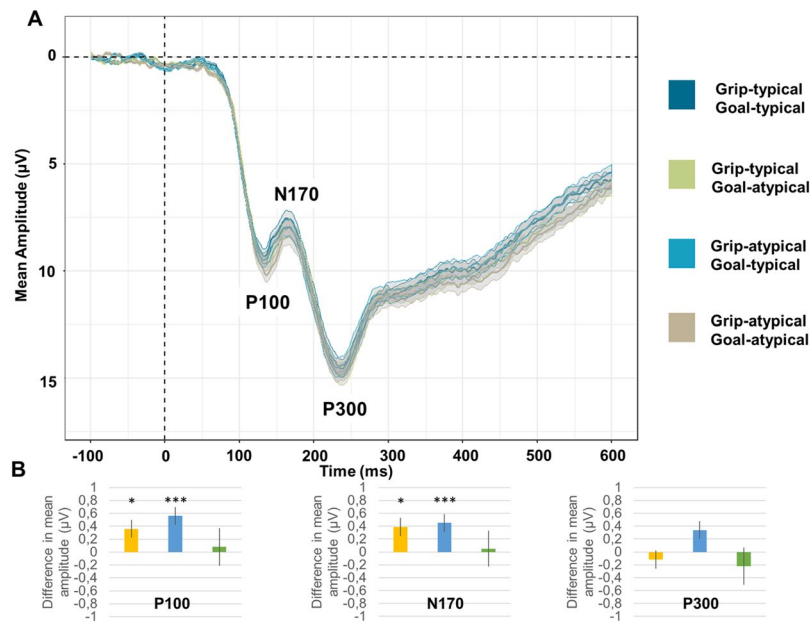 A
0
5
10
15
Mean Amplitude (µV)
N170
P100
P300
-100 0 100 200 300 400 500 600
Time (ms)
Grip-typical
Goal-typical
Grip-typical
Goal-atypical
Grip-atypical
Goal-typical
Grip-atypical
Goal-atypical
B
Difference in mean
amplitude (µV)
1
0,8
0,6
0,4
0,2
0
-0,2
-0,4
-0,6
-0,8
-1
* ***
P100
Difference in mean
amplitude (µV)
1
0,8
0,6
0,4
0,2
0
-0,2
-0,4
-0,6
-0,8
-1
* ***
N170
Difference in mean
amplitude (µV)
1
0,8
0,6
0,4
0,2
0
-0,2
-0,4
-0,6
-0,8
-1
P300